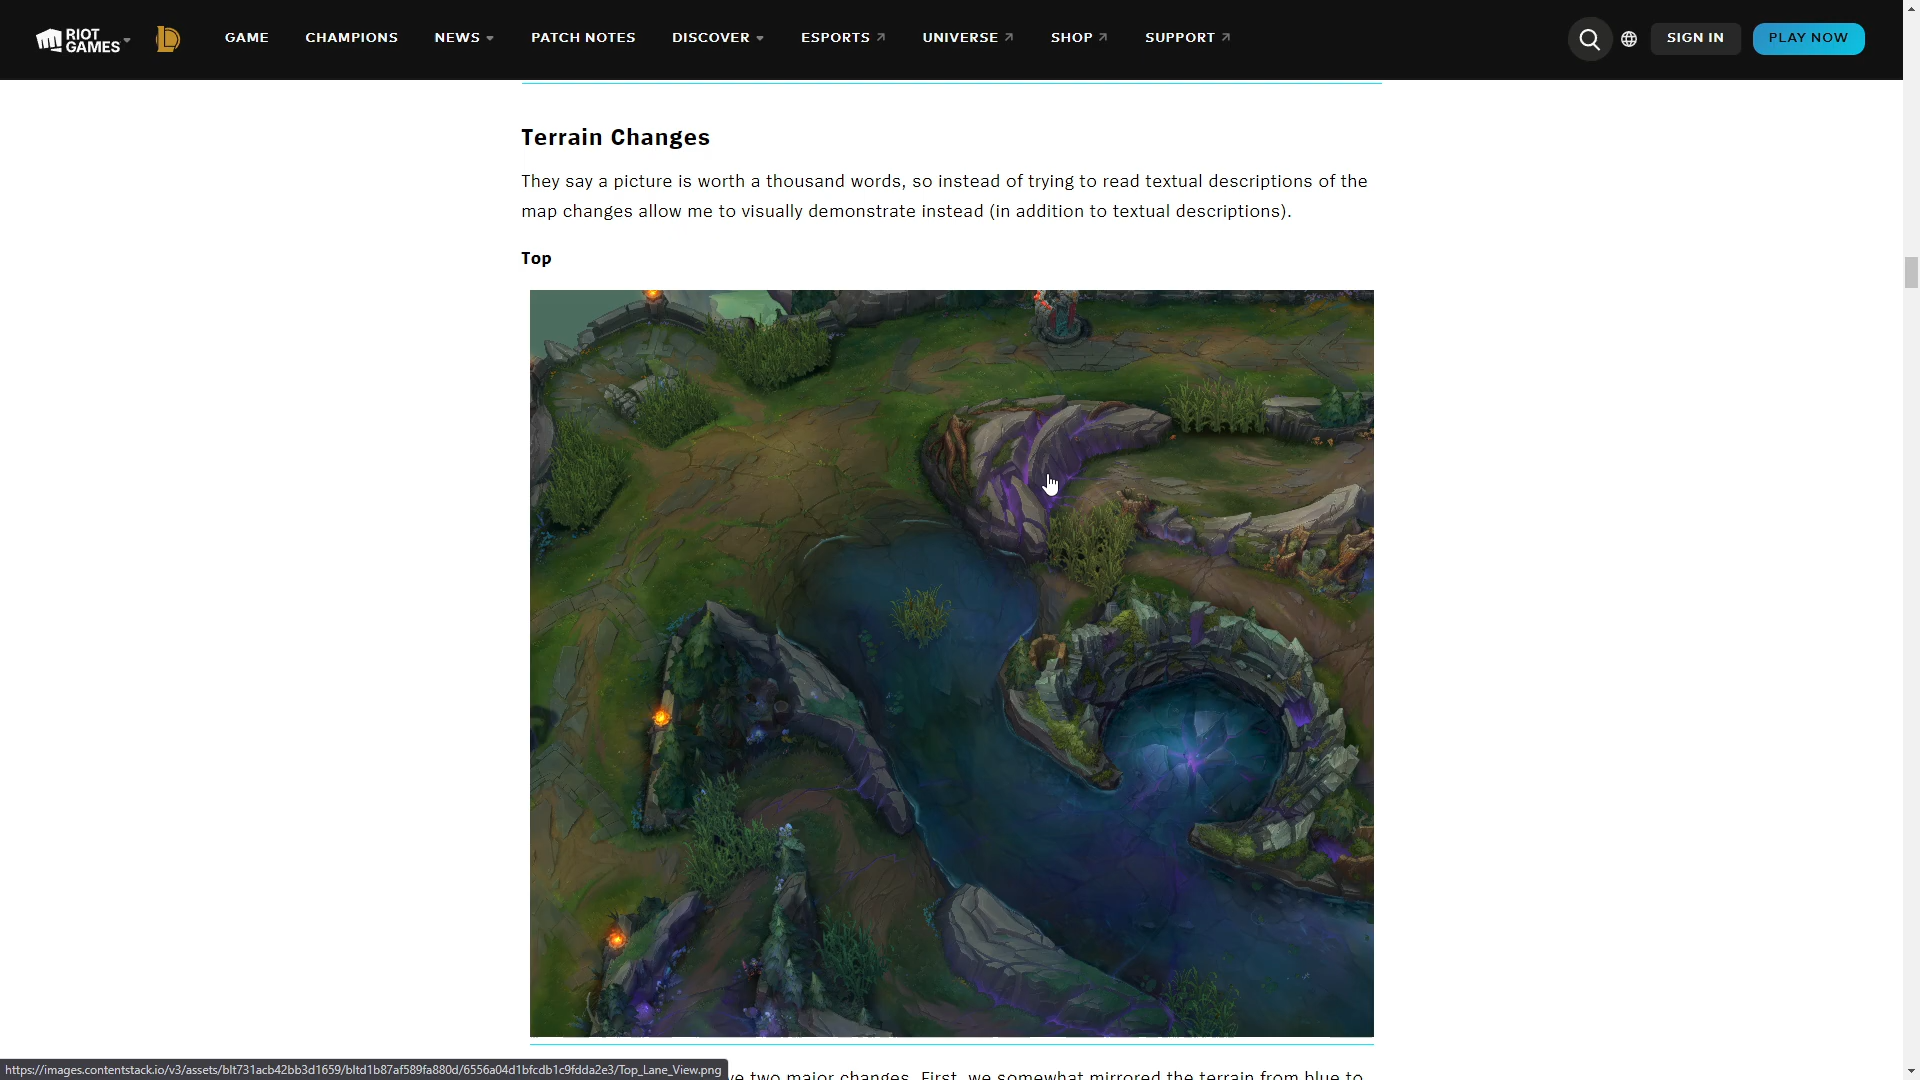 RIOT GAMES GAME CHAMPIONS NEWS PATCH NOTES DISCOVER ESPORTS UNIVERSE SHOP SUPPORT SIGN IN PLAY NOW
Terrain Changes
They say a picture is worth a thousand words, so instead of trying to read textual descriptions of the
map changes allow me to visually demonstrate instead (in addition to textual descriptions).
Top
https://images.contentstack.io/v3/assets/blt731acb42bb3d1659/bltd1b87af589fa880d/6556a04d1bfcdb1c9fdda2e3/Top_Lane_View.png
two major changes. First, we somewhat mirrored the terrain from blue to